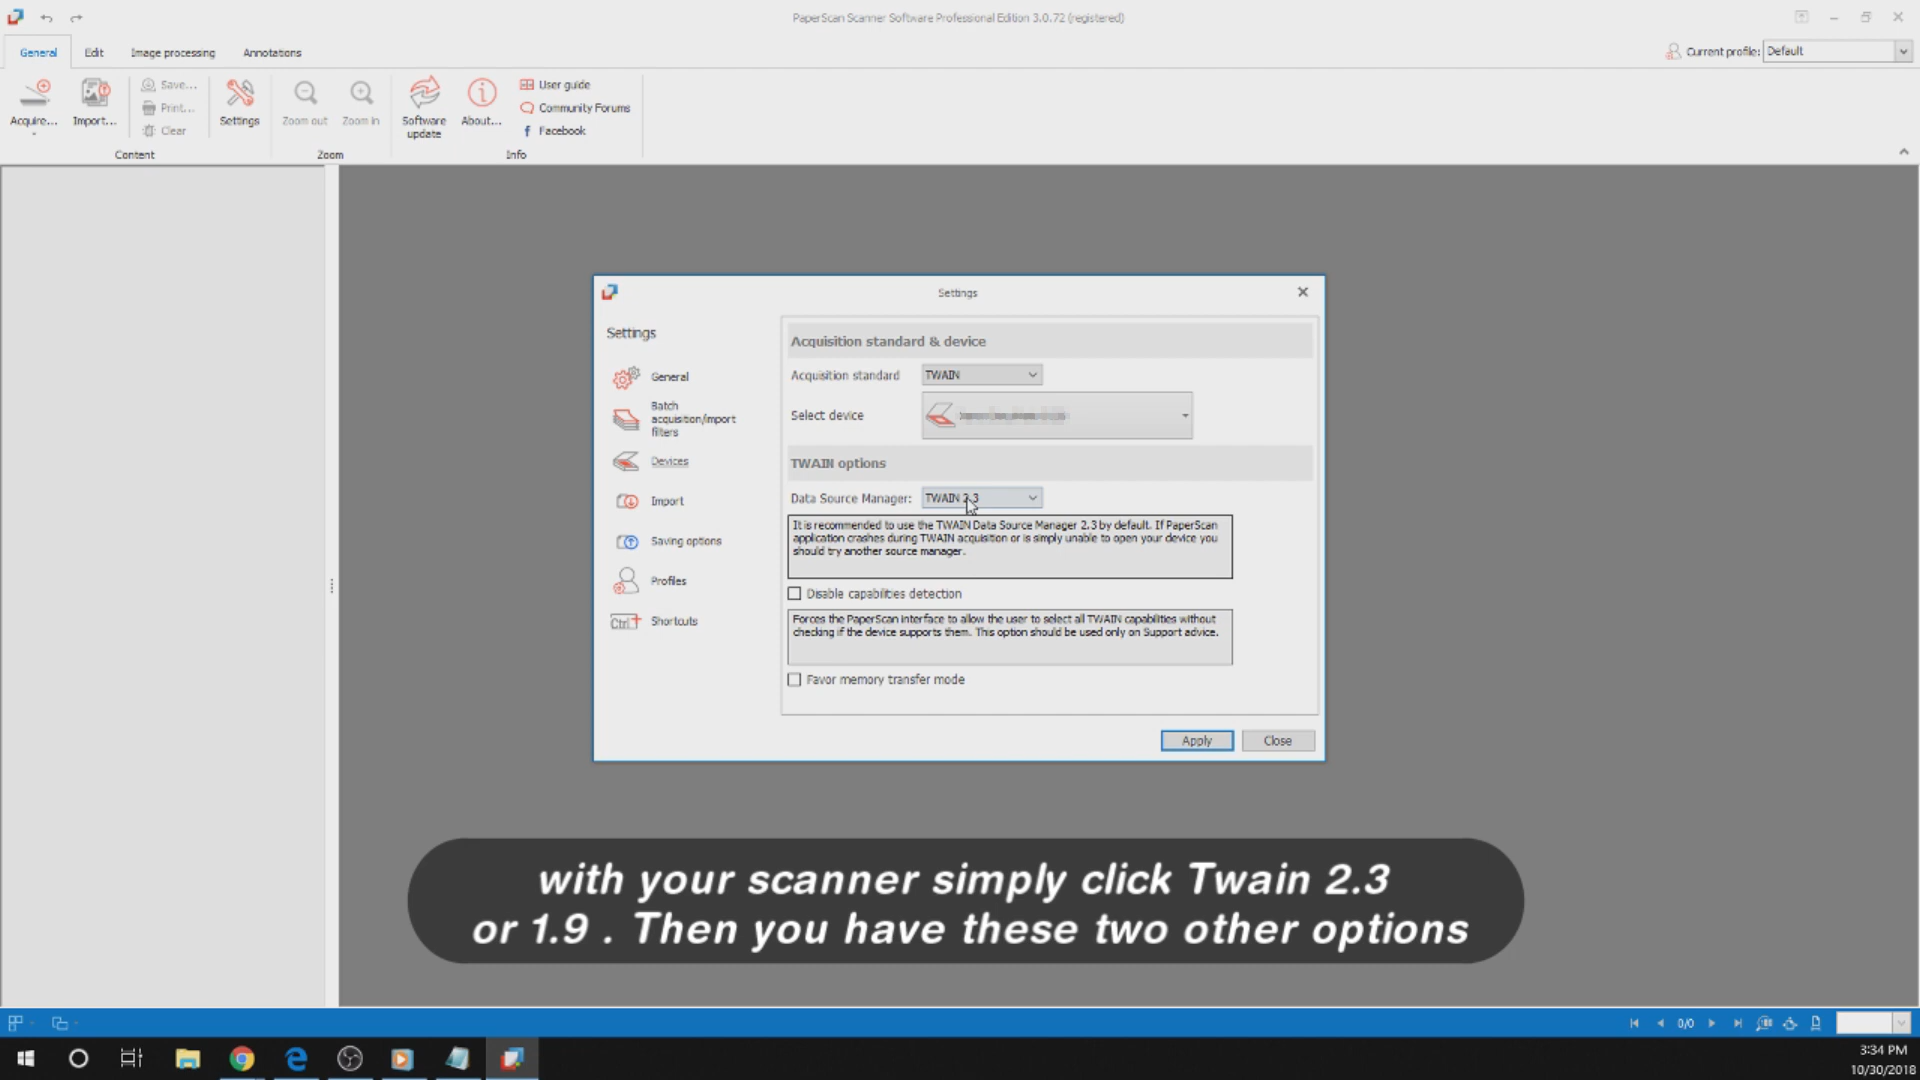 PaperScan Scanner Software Professional Edition 3.0.72 (registered)
General
Edit
Image processing
Annotations
Current profile:
Default
Acquire...
Import...
Save...
Print...
Clear
Settings
Zoom out
Zoom in
Software
update
About...
User guide
Community Forums
Facebook
Content
Zoom
Info
Settings
Settings
General
Batch
acquisition/import
filters
Devices
Import
Saving options
Profiles
Ctrl+
Shortcuts
Acquisition standard & device
Acquisition standard
TWAIN
Select device
TWAIN options
Data Source Manager:
TWAIN 2.3
It is recommended to use the TWAIN Data Source Manager 2.3 by default. If PaperScan
application crashes during TWAIN acquisition or is simply unable to open your device you
should try another source manager.
Disable capabilities detection
Forces the PaperScan interface to allow the user to select all TWAIN capabilities without
checking if the device supports them. This option should be used only on Support advice.
Favor memory transfer mode
Apply
Close
with your scanner simply click Twain 2.3
or 1.9 . Then you have these two other options
0/0
3:34 PM
10/30/2018